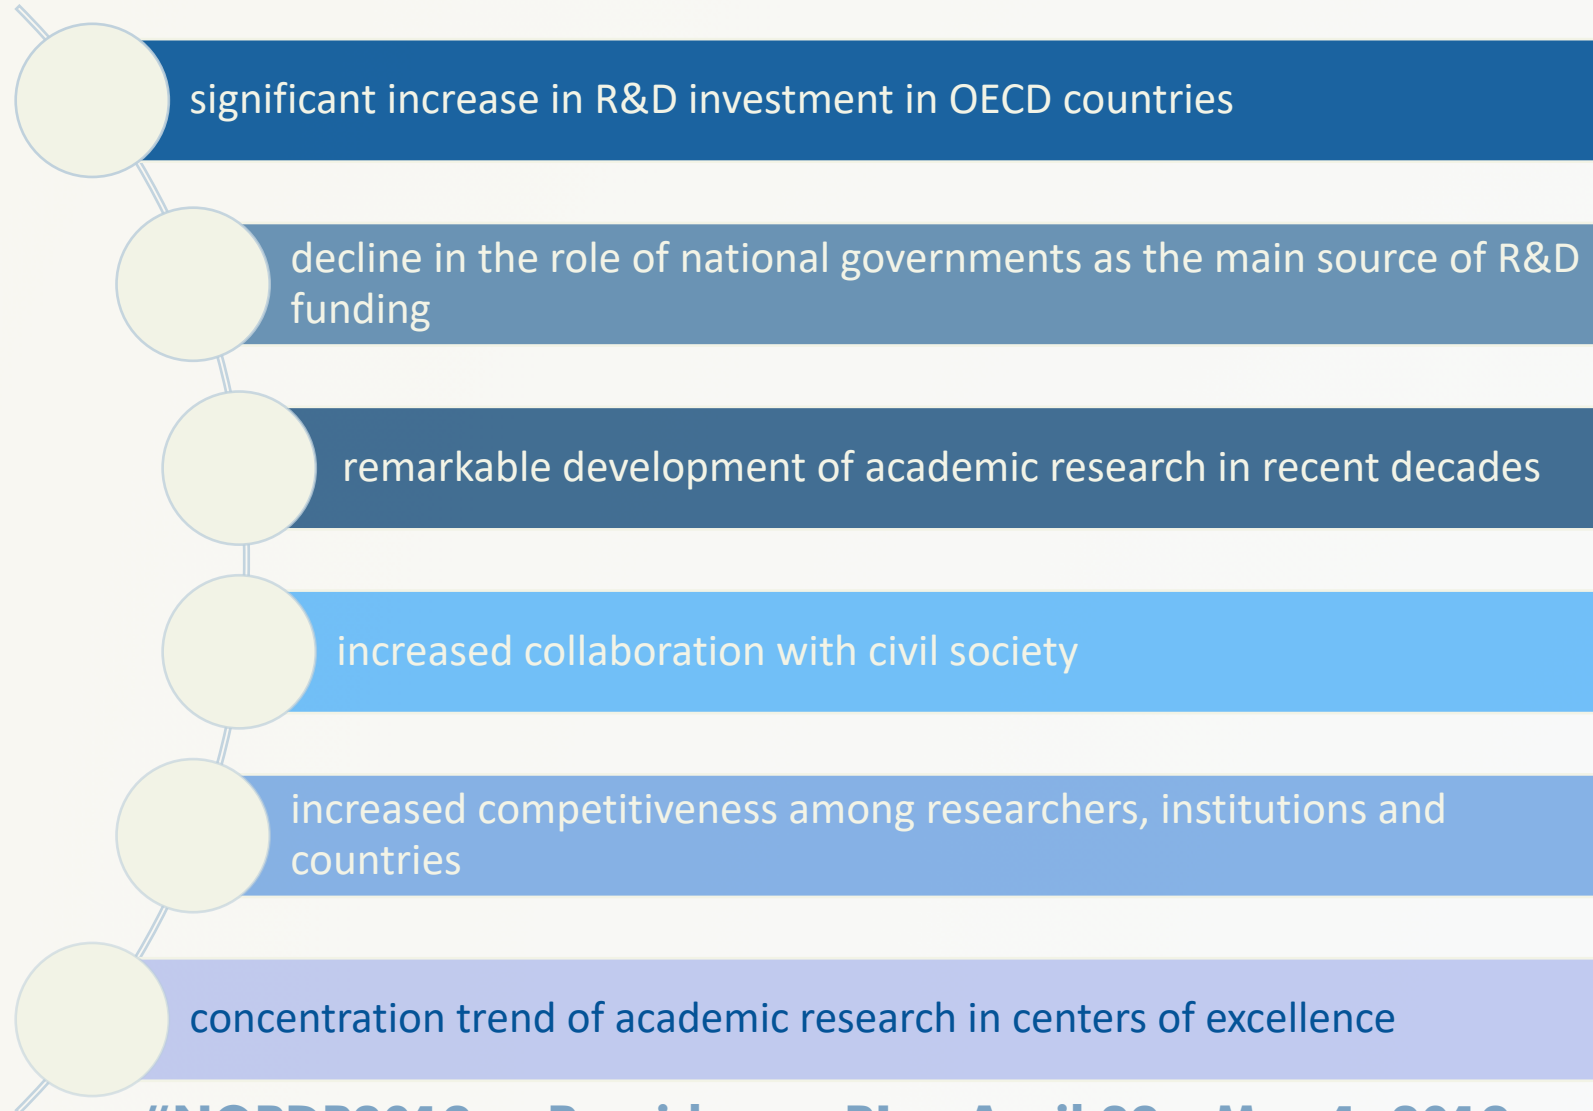 significant increase in R&D investment in OECD countries
decline in the role of national governments as the main source of R&D
funding
remarkable development of academic research in recent decades
increased collaboration with civil society
increased competitiveness among researchers, institutions and
countries
concentration trend of academic research in centers of excellence